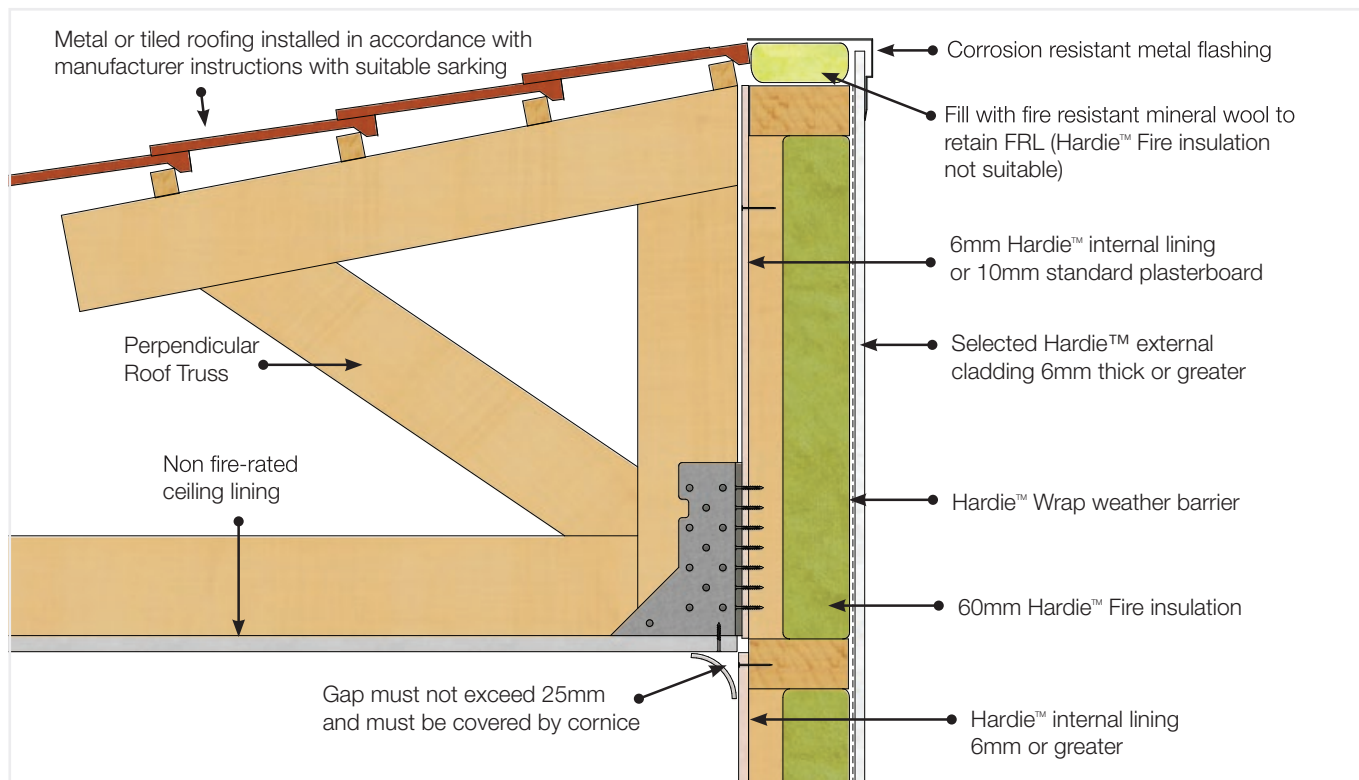 Metal or tiled roofing installed in accordance with
manufacturer instructions with suitable sarking
Corrosion resistant metal flashing
Fill with fire resistant mineral wool to
retain FRL (Hardie™ Fire insulation
not suitable)
6mm Hardie™ internal lining
or 10mm standard plasterboard
Perpendicular
Roof Truss
Selected Hardie™ external
cladding 6mm thick or greater
Non fire-rated
ceiling lining
Hardie™ Wrap weather barrier
60mm Hardie™ Fire insulation
Gap must not exceed 25mm
and must be covered by cornice
Hardie™ internal lining
6mm or greater